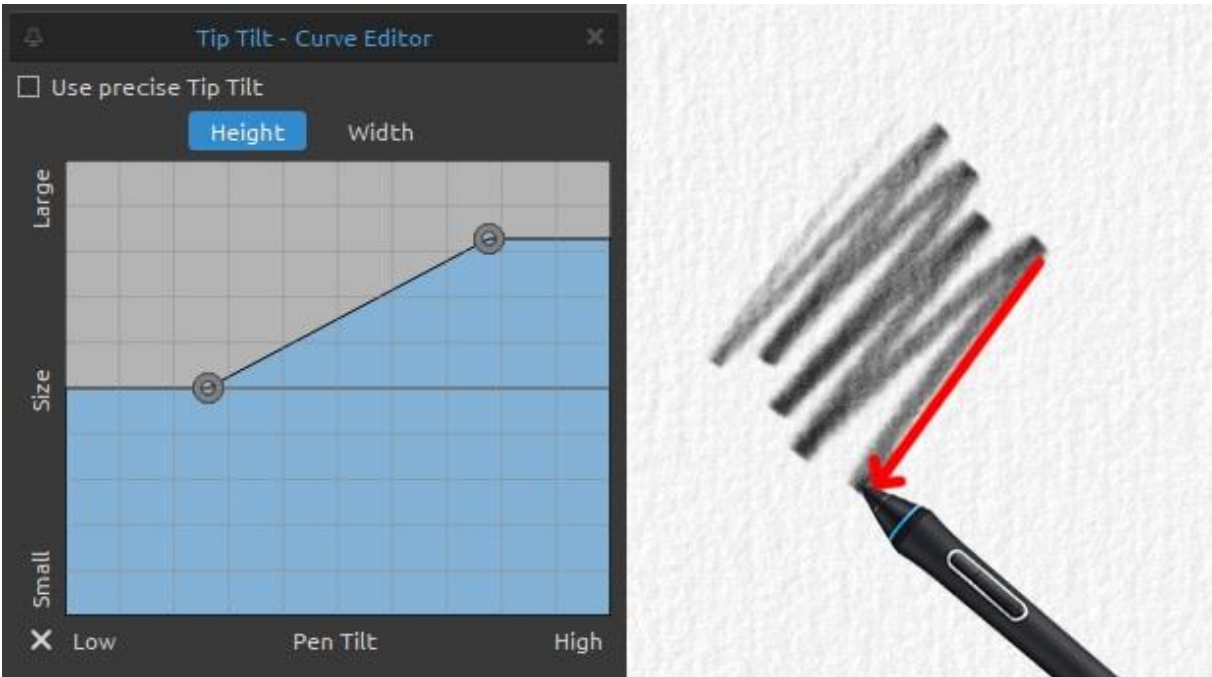 Tip Tilt - Curve Editor
Use precise Tip Tilt
Height Width
Large
Size
Small
Low Pen Tilt High